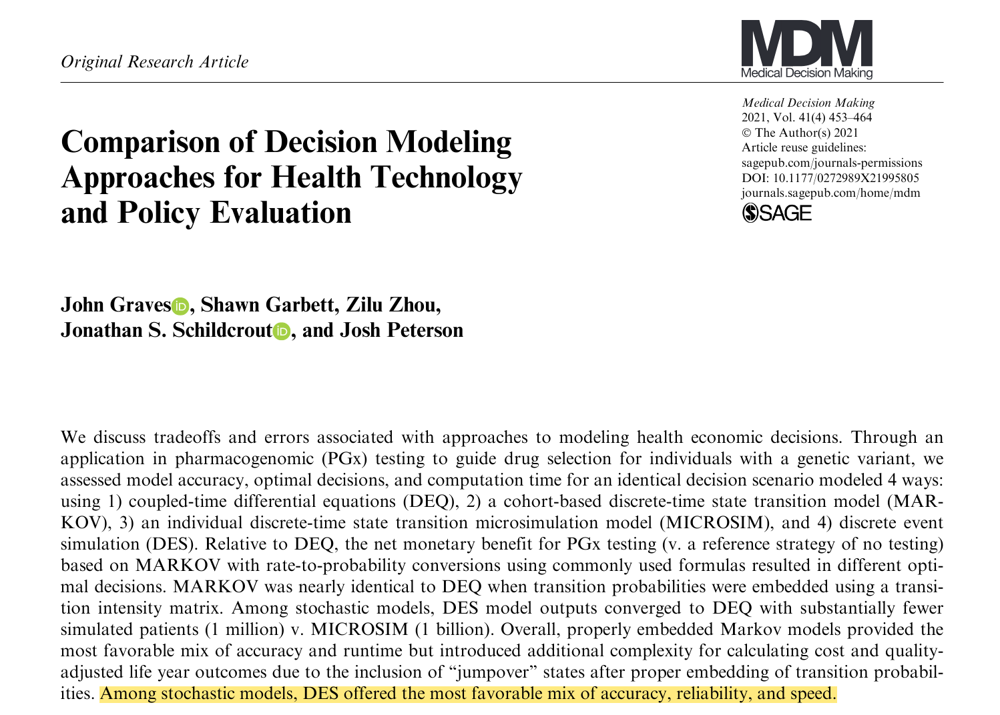 Original Research Article
MDM
Medical Decision Making
Medical Decision Making
2021, Vol. 41(4) 453–464
© The Author(s) 2021
Article reuse guidelines:
sagepub.com/journals-permissions
DOI: 10.1177/0272989X21995805
journals.sagepub.com/home/mdm
SAGE
Comparison of Decision Modeling
Approaches for Health Technology
and Policy Evaluation
John Graves iD, Shawn Garbett, Zilu Zhou,
Jonathan S. Schildcrout iD, and Josh Peterson
We discuss tradeoffs and errors associated with approaches to modeling health economic decisions. Through an
application in pharmacogenomic (PGx) testing to guide drug selection for individuals with a genetic variant, we
assessed model accuracy, optimal decisions, and computation time for an identical decision scenario modeled 4 ways:
using 1) coupled-time differential equations (DEQ), 2) a cohort-based discrete-time state transition model (MAR-
KOV), 3) an individual discrete-time state transition microsimulation model (MICROSIM), and 4) discrete event
simulation (DES). Relative to DEQ, the net monetary benefit for PGx testing (v. a reference strategy of no testing)
based on MARKOV with rate-to-probability conversions using commonly used formulas resulted in different opti-
mal decisions. MARKOV was nearly identical to DEQ when transition probabilities were embedded using a transi-
tion intensity matrix. Among stochastic models, DES model outputs converged to DEQ with substantially fewer
simulated patients (1 million) v. MICROSIM (1 billion). Overall, properly embedded Markov models provided the
most favorable mix of accuracy and runtime but introduced additional complexity for calculating cost and quality-
adjusted life year outcomes due to the inclusion of “jumpover” states after proper embedding of transition probabil-
ities. Among stochastic models, DES offered the most favorable mix of accuracy, reliability, and speed.